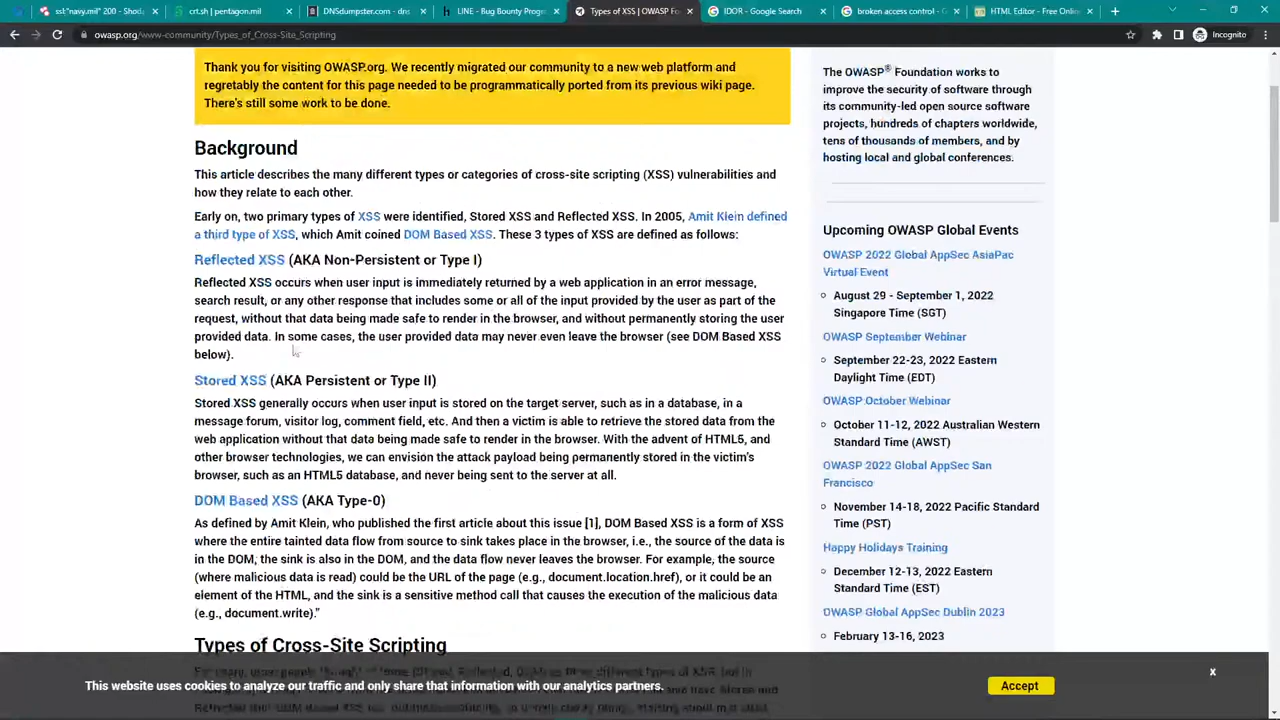 ssl:"navy.mil" 200 - Shoda
crt.sh | pentagon.mil
DNSdumpster.com - dns
LINE - Bug Bounty Progra
Types of XSS | OWASP Fo
IDOR - Google Search
broken access control - G
HTML Editor - Free Onlin
owasp.org/www-community/Types_of_Cross-Site_Scripting
Incognito
Thank you for visiting OWASP.org. We recently migrated our community to a new web platform and
regretably the content for this page needed to be programmatically ported from its previous wiki page.
There's still some work to be done.
Background
This article describes the many different types or categories of cross-site scripting (XSS) vulnerabilities and
how they relate to each other.
Early on, two primary types of XSS were identified, Stored XSS and Reflected XSS. In 2005, Amit Klein defined
a third type of XSS, which Amit coined DOM Based XSS. These 3 types of XSS are defined as follows:
Reflected XSS (AKA Non-Persistent or Type I)
Reflected XSS occurs when user input is immediately returned by a web application in an error message,
search result, or any other response that includes some or all of the input provided by the user as part of the
request, without that data being made safe to render in the browser, and without permanently storing the user
provided data. In some cases, the user provided data may never even leave the browser (see DOM Based XSS
below).
Stored XSS (AKA Persistent or Type II)
Stored XSS generally occurs when user input is stored on the target server, such as in a database, in a
message forum, visitor log, comment field, etc. And then a victim is able to retrieve the stored data from the
web application without that data being made safe to render in the browser. With the advent of HTML5, and
other browser technologies, we can envision the attack payload being permanently stored in the victim's
browser, such as an HTML5 database, and never being sent to the server at all.
DOM Based XSS (AKA Type-0)
As defined by Amit Klein, who published the first article about this issue [1], DOM Based XSS is a form of XSS
where the entire tainted data flow from source to sink takes place in the browser, i.e., the source of the data is
in the DOM, the sink is also in the DOM, and the data flow never leaves the browser. For example, the source
(where malicious data is read) could be the URL of the page (e.g., document.location.href), or it could be an
element of the HTML, and the sink is a sensitive method call that causes the execution of the malicious data
(e.g., document.write)."
Types of Cross-Site Scripting
The OWASP® Foundation works to
improve the security of software through
its community-led open source software
projects, hundreds of chapters worldwide,
tens of thousands of members, and by
hosting local and global conferences.
Upcoming OWASP Global Events
OWASP 2022 Global AppSec AsiaPac
Virtual Event
August 29 - September 1, 2022
Singapore Time (SGT)
OWASP September Webinar
September 22-23, 2022 Eastern
Daylight Time (EDT)
OWASP October Webinar
October 11-12, 2022 Australian Western
Standard Time (AWST)
OWASP 2022 Global AppSec San
Francisco
November 14-18, 2022 Pacific Standard
Time (PST)
Happy Holidays Training
December 12-13, 2022 Eastern
Standard Time (EST)
OWASP Global AppSec Dublin 2023
February 13-16, 2023
This website uses cookies to analyze our traffic and only share that information with our analytics partners.
Accept
x